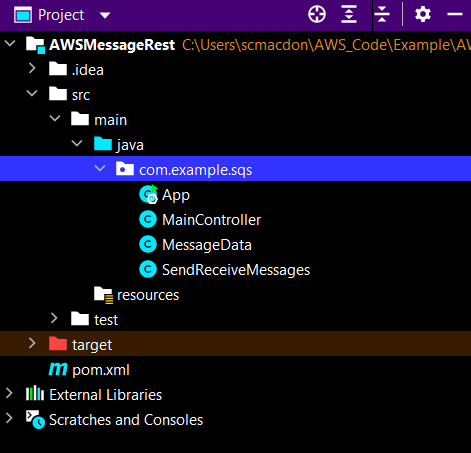 Project
AWSMessageRest C:\Users\scmacdon\AWS_Code\Example\AW
.idea
src
main
java
com.example.sqs
App
MainController
MessageData
SendReceiveMessages
resources
test
target
pom.xml
External Libraries
Scratches and Consoles